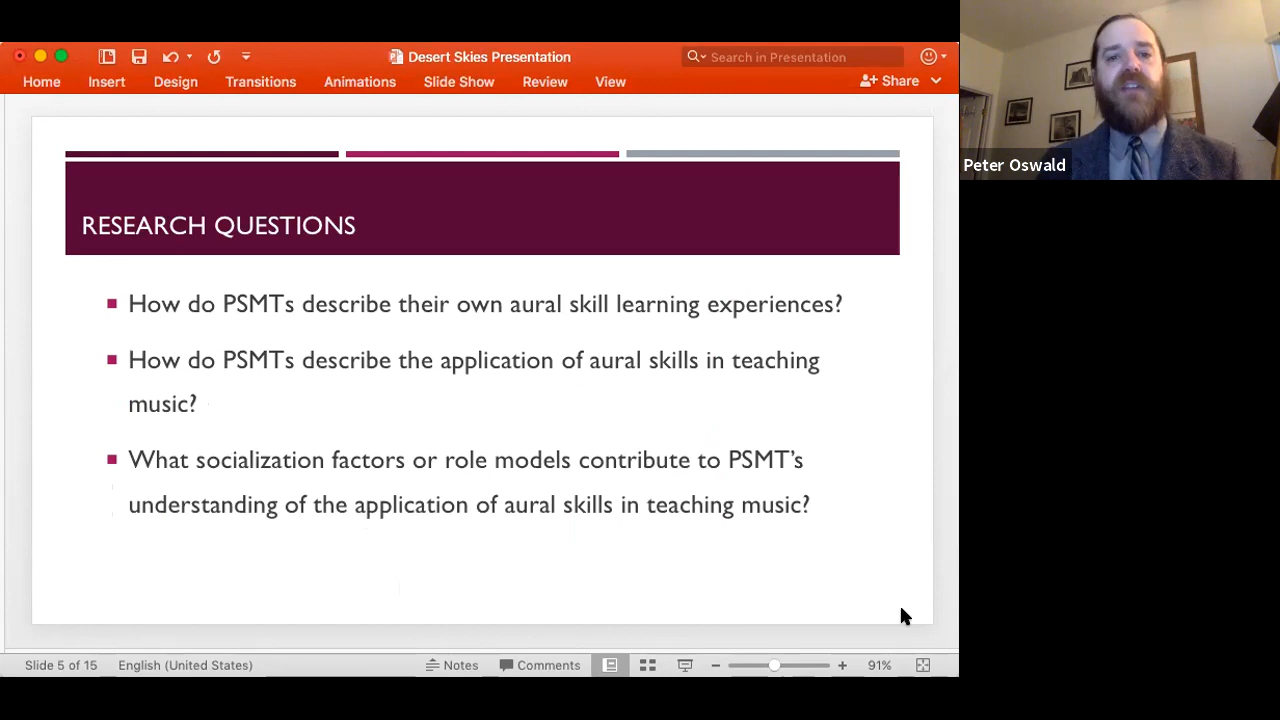 Desert Skies Presentation
Search in Presentation
Home Insert Design Transitions Animations Slide Show Review View Share
Peter Oswald
RESEARCH QUESTIONS
How do PSMTs describe their own aural skill learning experiences?
How do PSMTs describe the application of aural skills in teaching
music?
What socialization factors or role models contribute to PSMT’s
understanding of the application of aural skills in teaching music?
Slide 5 of 15 English (United States) Notes Comments 91%